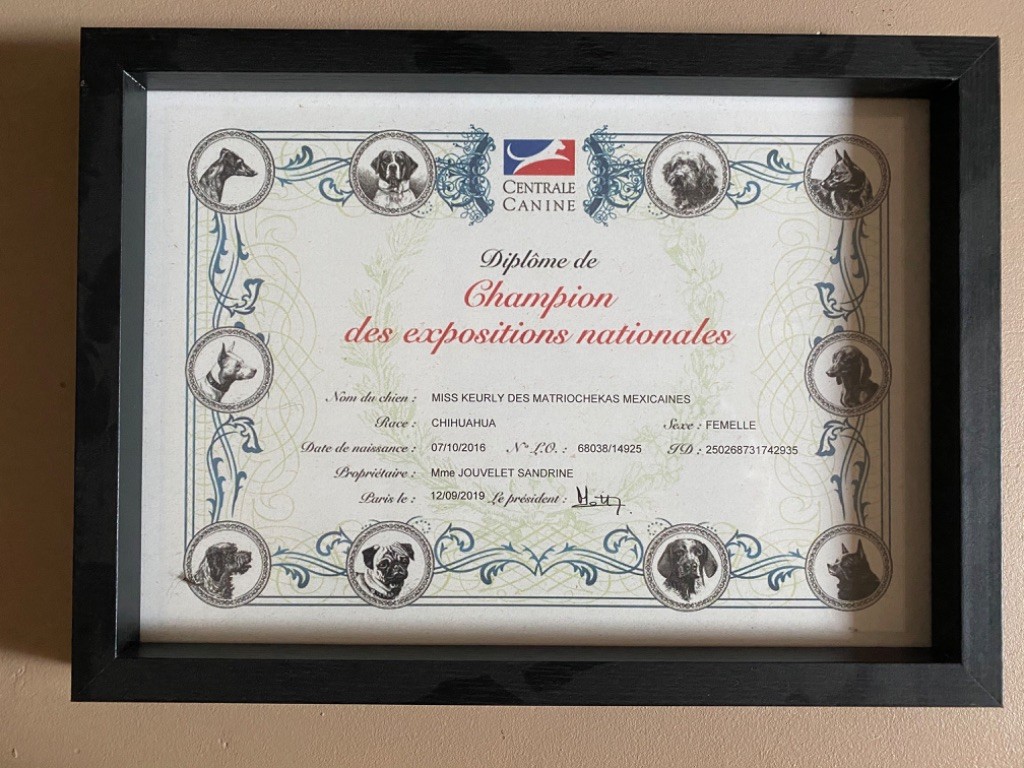 CENTRALE
CANINE
Diplôme de
Champion
des expositions nationales
Nom du chien : MISS KEURLY DES MATRIOCHEKAS MEXICAINES
Race : CHIHUAHUA Sexe : FEMELLE
Date de naissance : 07/10/2016 N° L.O. : 68038/14925 ID : 250268731742935
Propriétaire : Mme JOUVELET SANDRINE
Paris le : 12/09/2019 Le président :